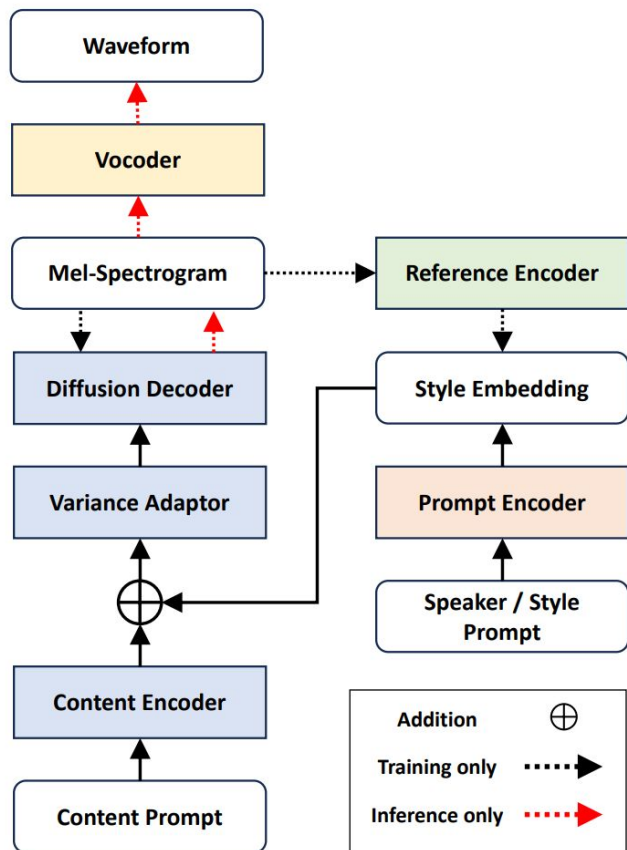 Waveform
Vocoder
Mel-Spectrogram
Reference Encoder
Diffusion Decoder
Style Embedding
Variance Adaptor
Prompt Encoder
Speaker / Style
Prompt
Content Encoder
Content Prompt
Addition
Training only
Inference only